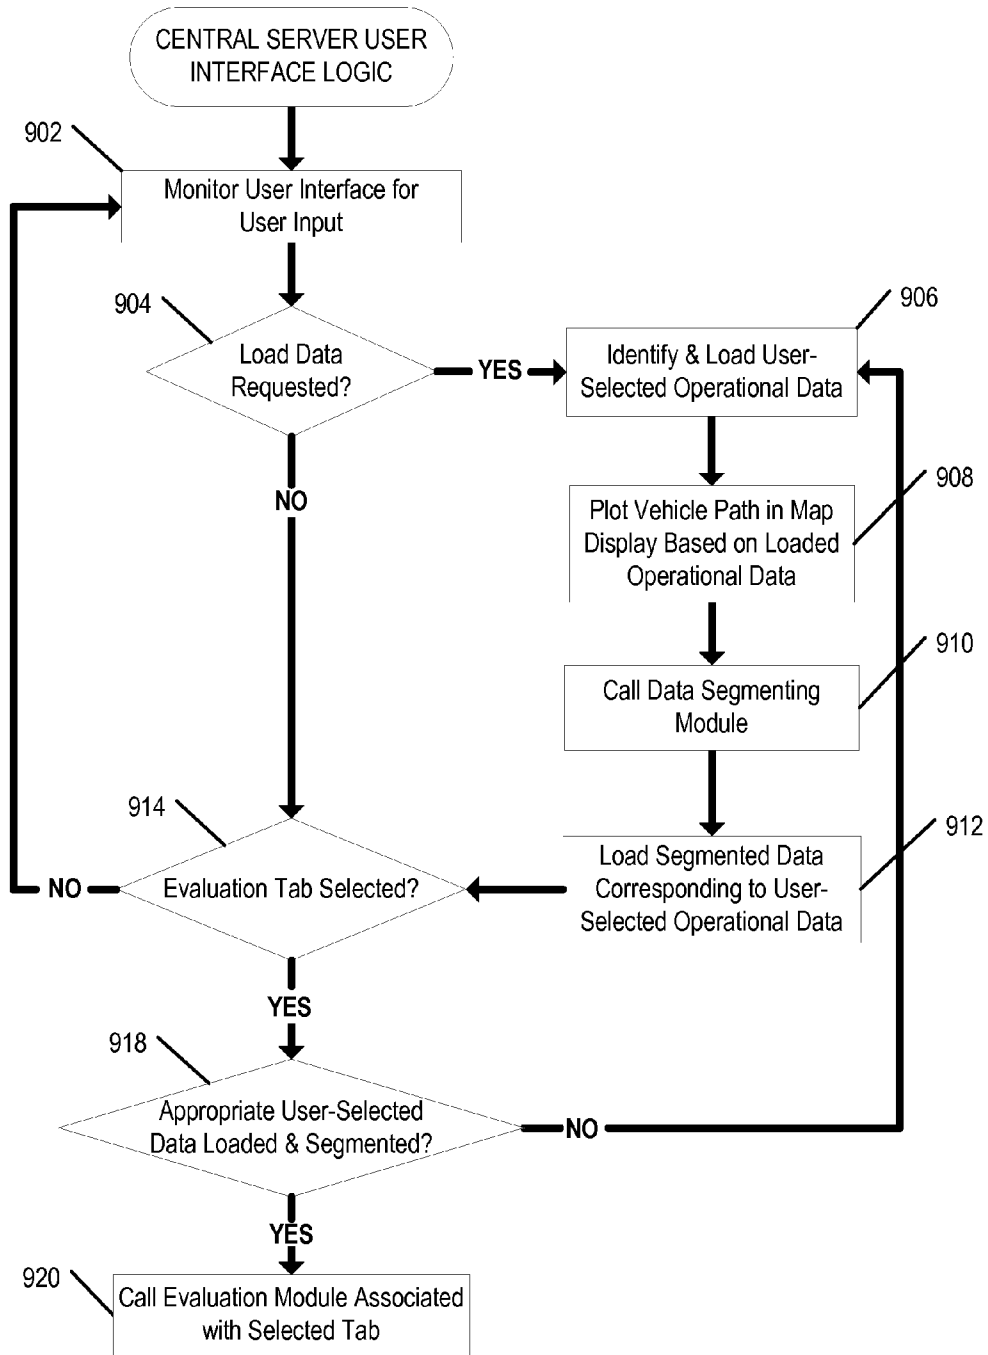 CENTRAL SERVER USER
INTERFACE LOGIC
902
Monitor User Interface for
User Input
904
Load Data
Requested?
YES
906
Identify & Load User-
Selected Operational Data
NO
908
Plot Vehicle Path in Map
Display Based on Loaded
Operational Data
910
Call Data Segmenting
Module
912
Load Segmented Data
Corresponding to User-
Selected Operational Data
914
Evaluation Tab Selected?
NO
YES
918
Appropriate User-Selected
Data Loaded & Segmented?
NO
YES
920
Call Evaluation Module Associated
with Selected Tab